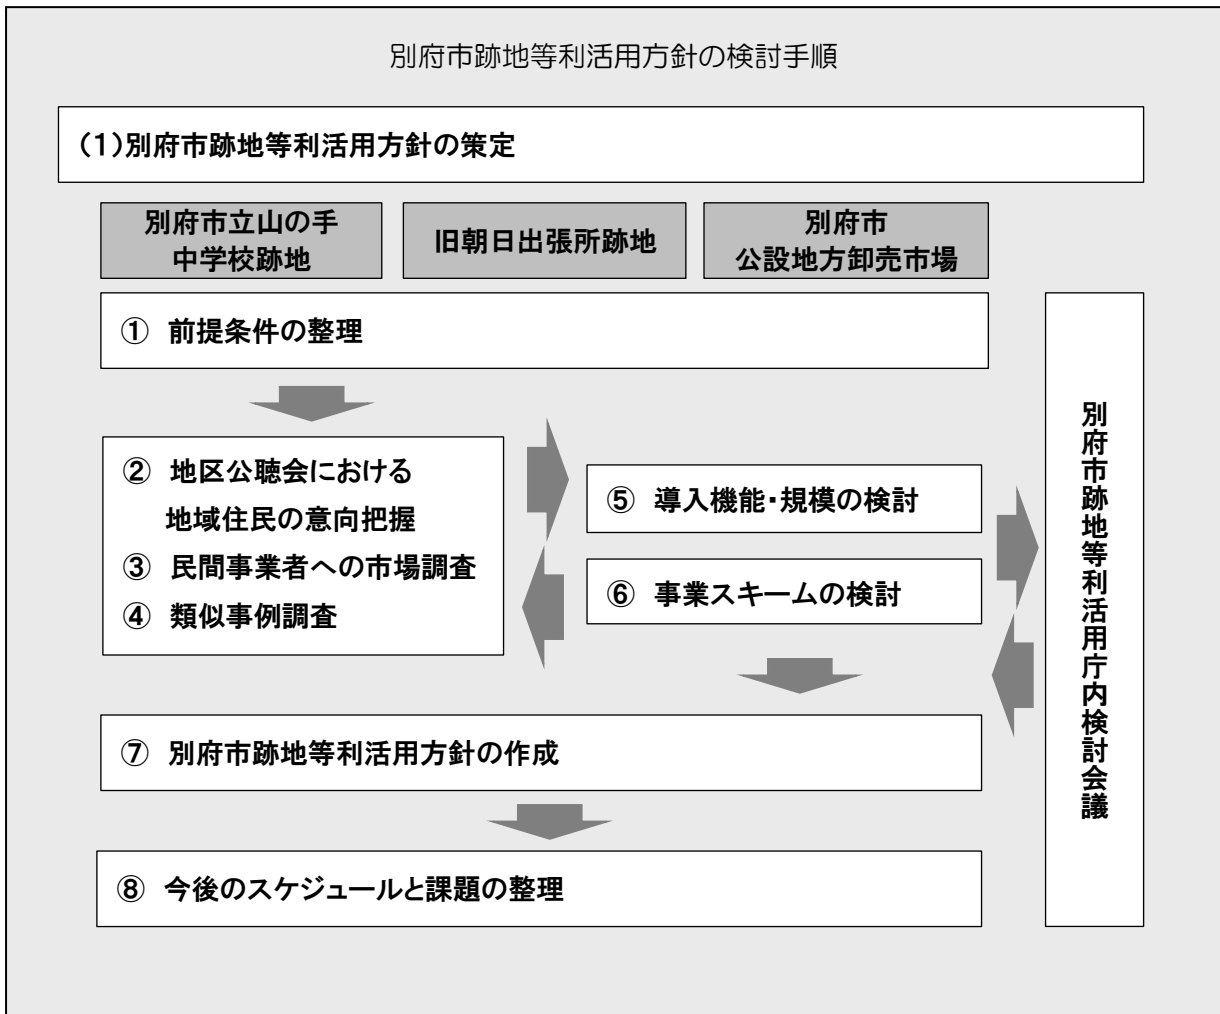 別府市跡地等利活用方針の検討手順
(1)別府市跡地等利活用方針の策定
別府市立山の手
中学校跡地
旧朝日出張所跡地
別府市
公設地方卸売市場
① 前提条件の整理
② 地区公聴会における
地域住民の意向把握
③ 民間事業者への市場調査
④ 類似事例調査
⑤ 導入機能・規模の検討
⑥ 事業スキームの検討
⑦ 別府市跡地等利活用方針の作成
⑧ 今後のスケジュールと課題の整理
別府市跡地等利活用庁内検討会議